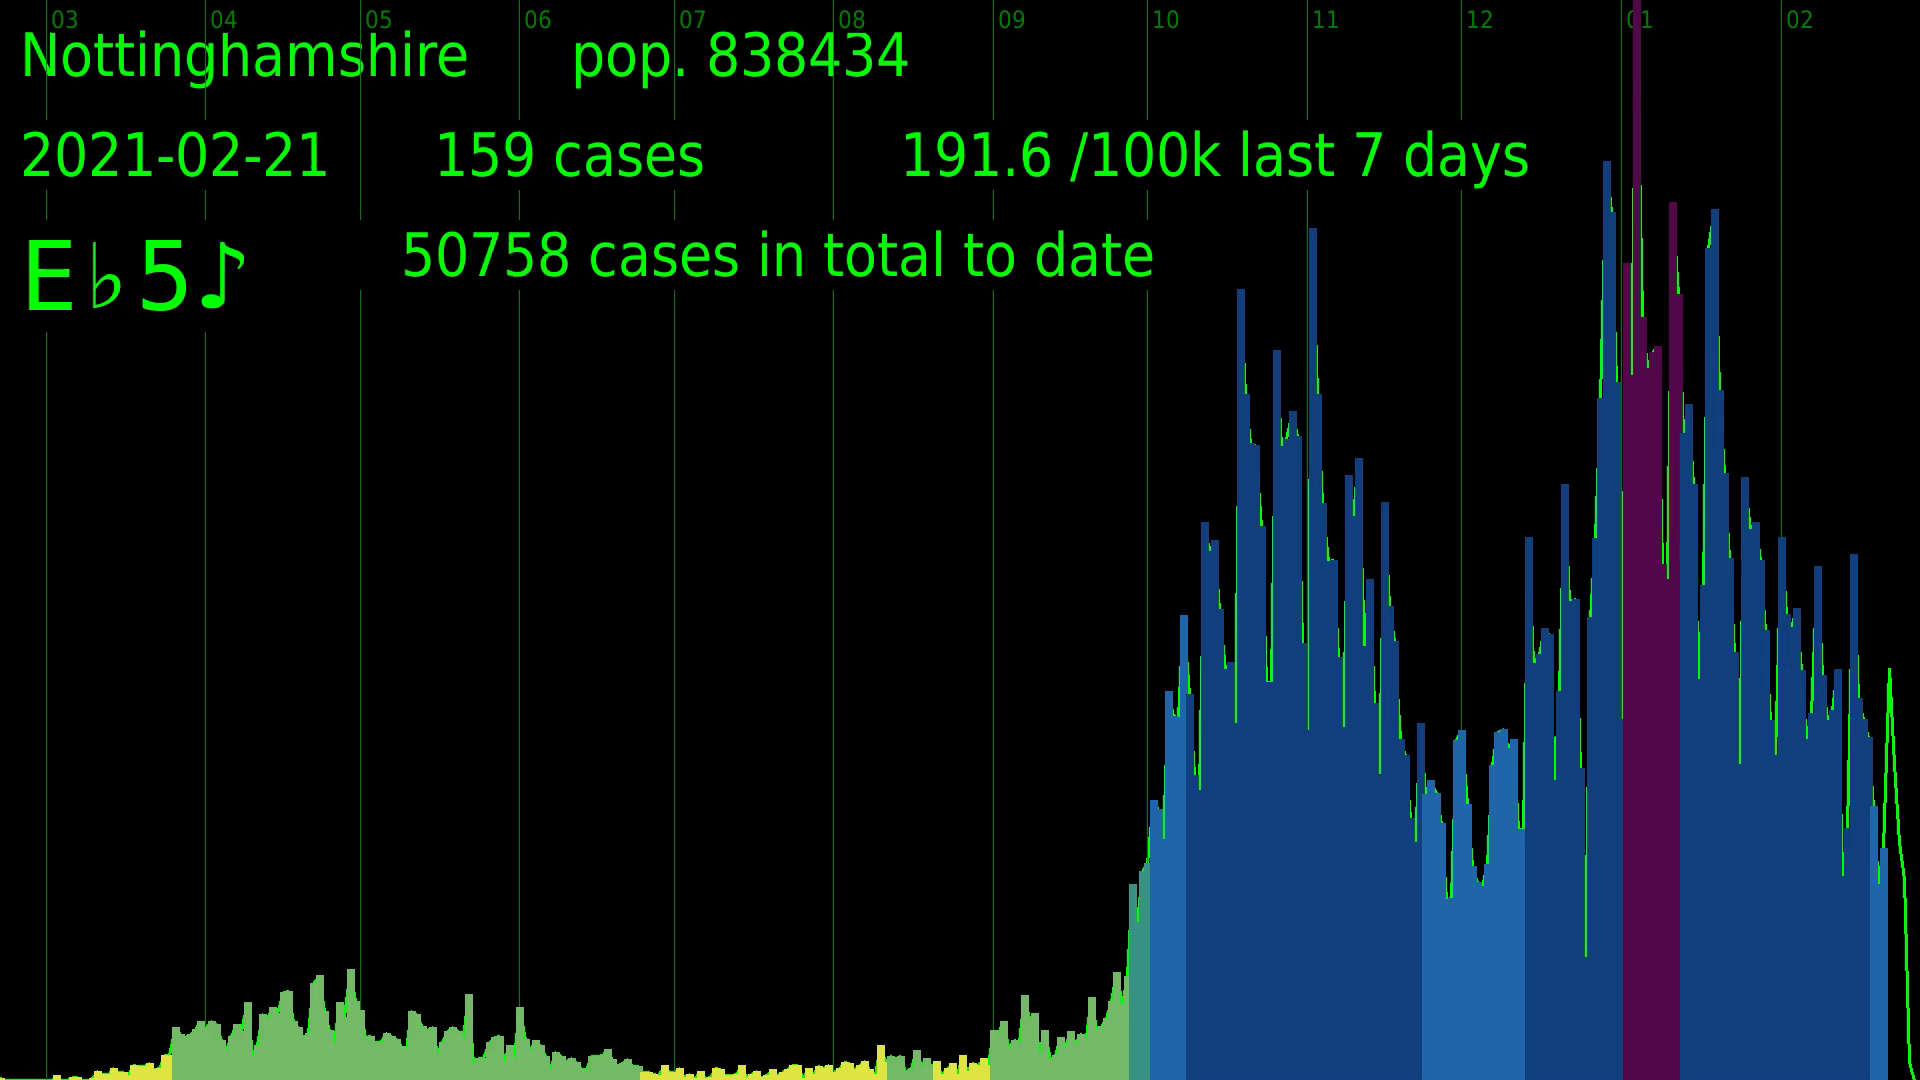 03 04 05 06 07 08 09 10 11 12 01 02
Nottinghamshire pop. 838434
2021-02-21 159 cases 191.6 /100k last 7 days
E♭5♪ 50758 cases in total to date